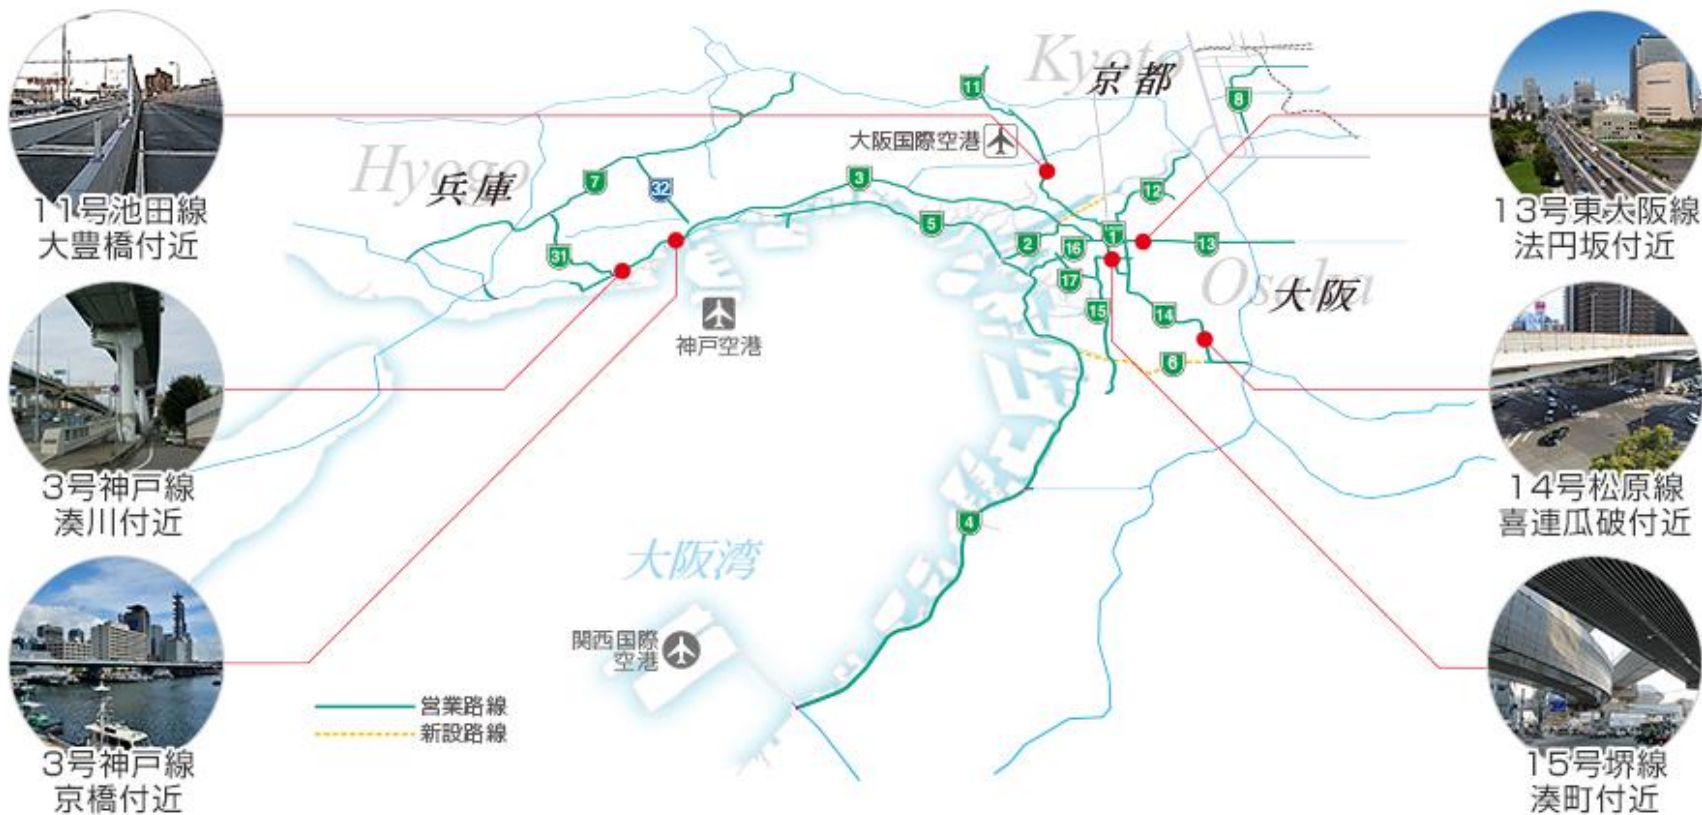 11号池田線
大豊橋付近
3号神戸線
湊川付近
3号神戸線
京橋付近
Hyogo
兵庫
Kyoto
京都
Osaka
大阪
大阪国際空港
神戸空港
関西国際
空港
大阪湾
11
8
7
32
3
12
5
2
16
1
13
31
17
15
14
6
4
営業路線
新設路線
13号東大阪線
法円坂付近
14号松原線
喜連瓜破付近
15号堺線
湊町付近